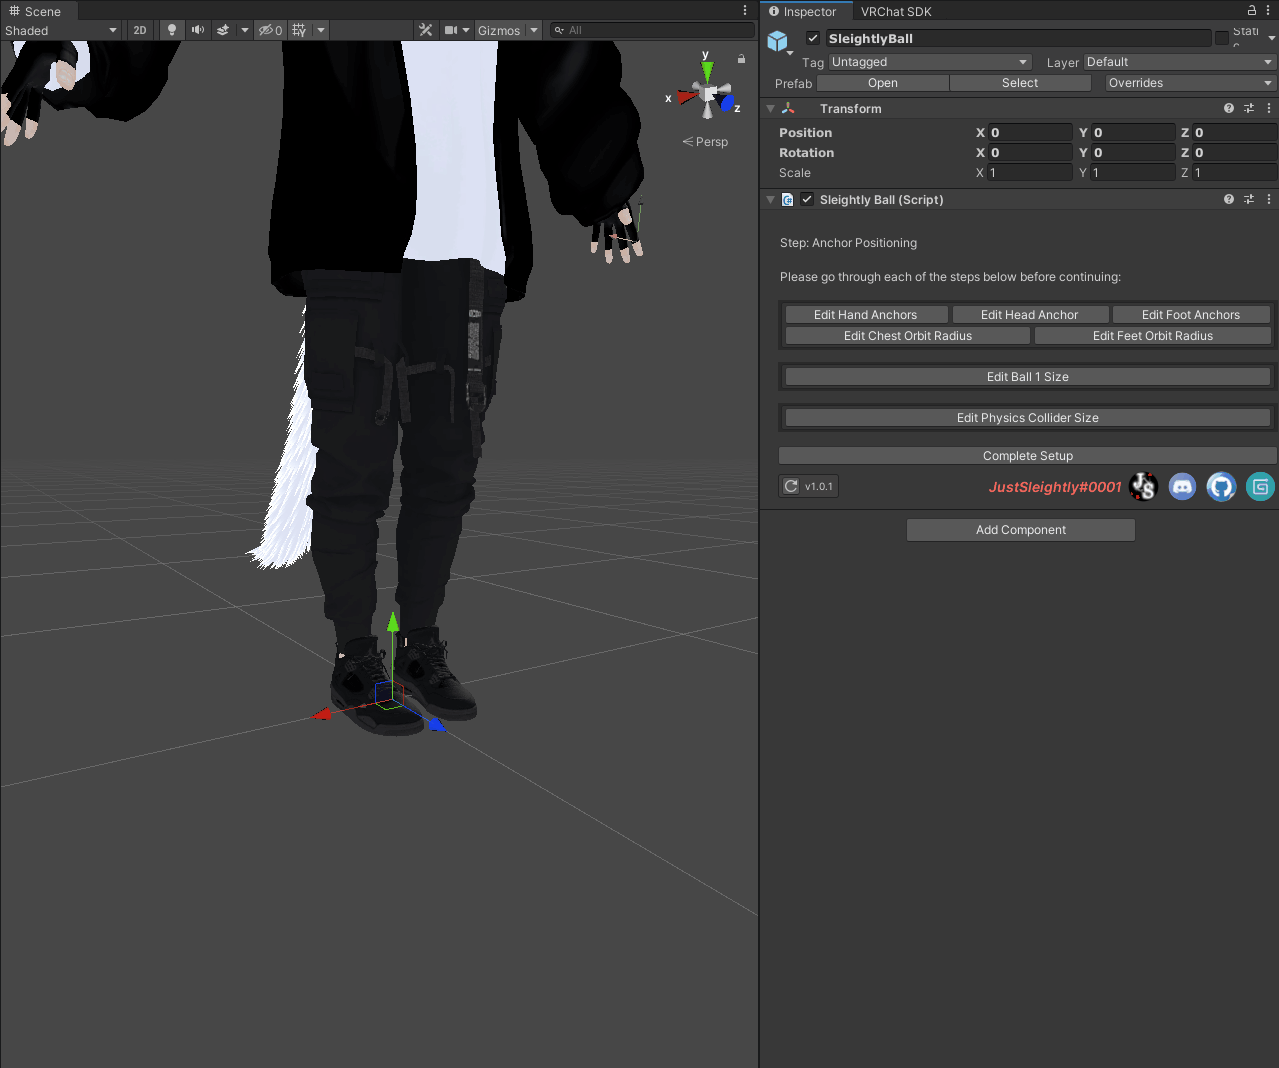 Scene
Shaded 2D 0 Gizmos All
y
x
z
Persp
Inspector VRChat SDK
SleightlyBall Static
Tag Untagged Layer Default
Prefab Open Select Overrides
Transform
Position X 0 Y 0 Z 0
Rotation X 0 Y 0 Z 0
Scale X 1 Y 1 Z 1
Sleightly Ball (Script)
Step: Anchor Positioning
Please go through each of the steps below before continuing:
Edit Hand Anchors Edit Head Anchor Edit Foot Anchors
Edit Chest Orbit Radius Edit Feet Orbit Radius
Edit Ball 1 Size
Edit Physics Collider Size
Complete Setup
v1.0.1 JustSleightly#0001 JS
Add Component